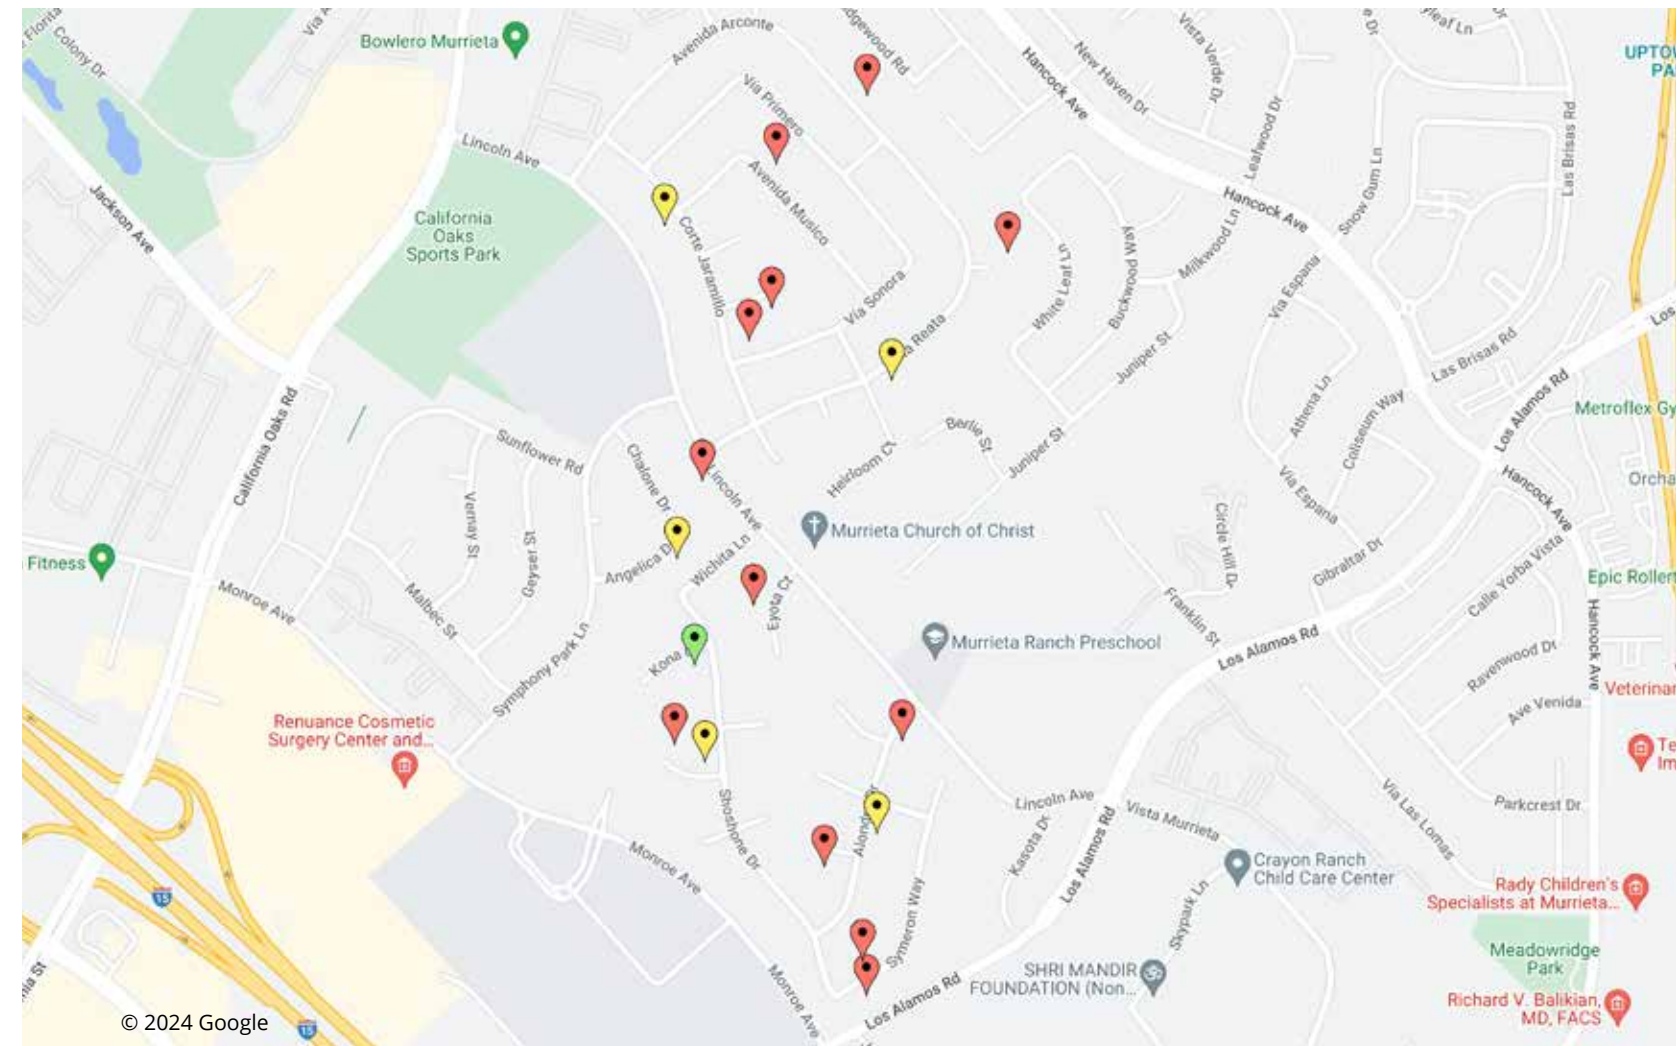 Colony Dr
Bowlero Murrieta
Avenida Arconte
Hancock Ave
New Haven Dr
Vista Verde Dr
Leafwood Dr
Las Brisas Rd
Via Primero
Lincoln Ave
Jackson Ave
California
Oaks
Sports Park
Avenida Musico
Corte Jaramillo
Hancock Ave
Snow Gum Ln
Milkwood Ln
Buckwood Way
White Leaf Ln
Via Sonora
Via Espana
Juniper St
Las Brisas Rd
Los Alamos Rd
Athena Ln
Coliseum Way
California Oaks Rd
Sunflower Rd
Chalone Dr
Lincoln Ave
Heirloom Ct
Berlie St
Juniper St
Via Espana
Hancock Ave
Vernay St
Geyser St
Angelica D
Wichita Ln
Murrieta Church of Christ
Circle Hill Dr
Gibraltar Dr
Calle Yorba Vista
Fitness
Monroe Ave
Malbec St
Eyota Ct
Franklin St
Hancock Ave
Kona
Symphony Park Ln
Murrieta Ranch Preschool
Los Alamos Rd
Ravenwood Dr
Ave Venida
Renuance Cosmetic
Surgery Center and...
Shoshone Dr
Lincoln Ave
Vista Murrieta
Via Las Lomas
Parkcrest Dr
Kasota Dr
Los Alamos Rd
Monroe Ave
Crayon Ranch
Child Care Center
Rady Children's
Specialists at Murrieta...
Symeron Way
Skypark Ln
Meadowridge
Park
SHRI MANDIR
FOUNDATION (Non...
Los Alamos Rd
Monroe Ave
Richard V. Balikian,
MD, FACS
15
15
© 2024 Google